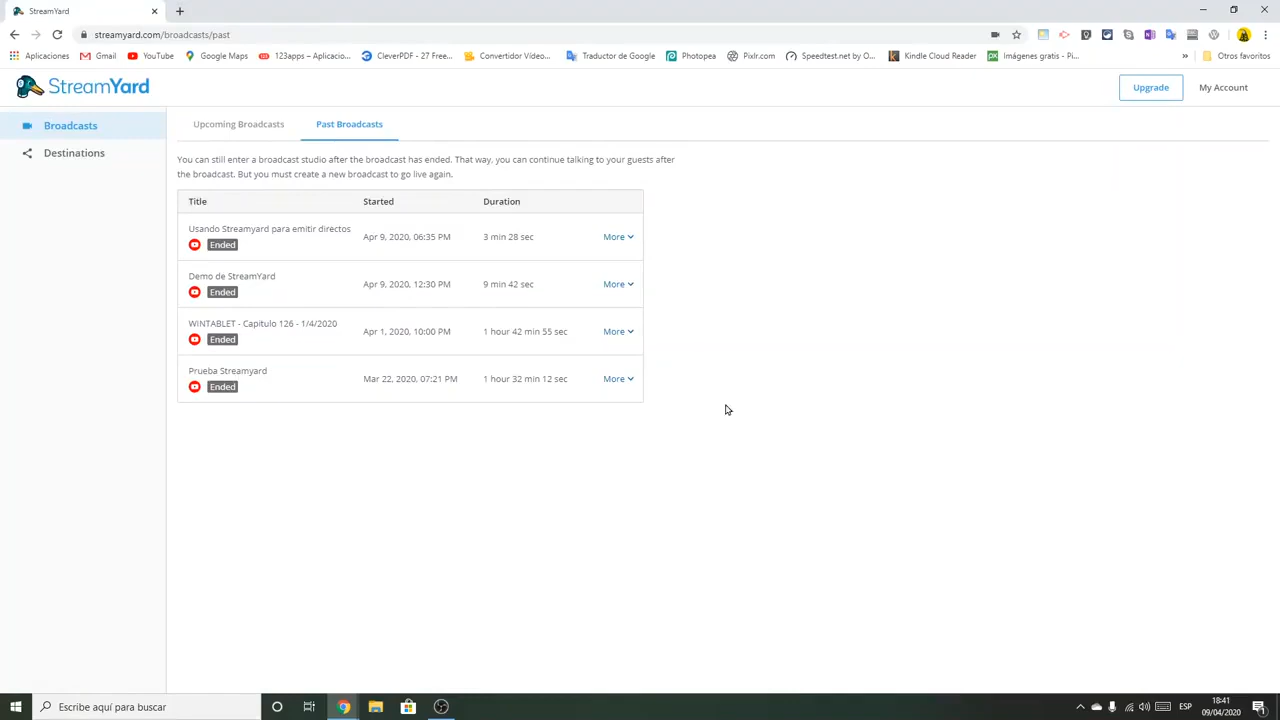 StreamYard
streamyard.com/broadcasts/past
Aplicaciones
Gmail
YouTube
Google Maps
123apps – Aplicacio...
CleverPDF - 27 Free...
Convertidor Vídeo...
Traductor de Google
Photopea
Pixlr.com
Speedtest.net by O...
Kindle Cloud Reader
Imágenes gratis - Pi...
»
Otros favoritos
StreamYard
Upgrade
My Account
Broadcasts
Destinations
Upcoming Broadcasts
Past Broadcasts
You can still enter a broadcast studio after the broadcast has ended. That way, you can continue talking to your guests after
the broadcast. But you must create a new broadcast to go live again.
Title Started Duration
Usando Streamyard para emitir directos
Ended
Apr 9, 2020, 06:35 PM
3 min 28 sec
More
Demo de StreamYard
Ended
Apr 9, 2020, 12:30 PM
9 min 42 sec
More
WINTABLET - Capitulo 126 - 1/4/2020
Ended
Apr 1, 2020, 10:00 PM
1 hour 42 min 55 sec
More
Prueba Streamyard
Ended
Mar 22, 2020, 07:21 PM
1 hour 32 min 12 sec
More
Escribe aquí para buscar
ESP
18:41
09/04/2020